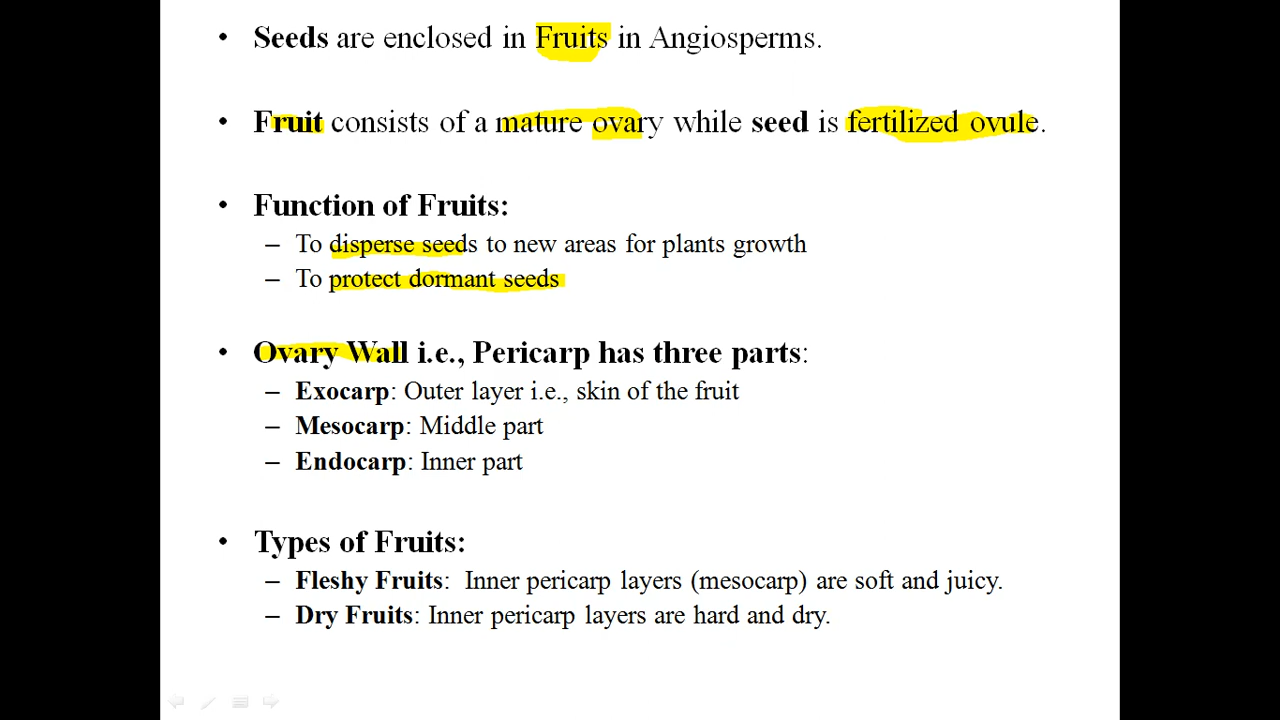 • Seeds are enclosed in Fruits in Angiosperms.
• Fruit consists of a mature ovary while seed is fertilized ovule.
• Function of Fruits:
– To disperse seeds to new areas for plants growth
– To protect dormant seeds
• Ovary Wall i.e., Pericarp has three parts:
– Exocarp: Outer layer i.e., skin of the fruit
– Mesocarp: Middle part
– Endocarp: Inner part
• Types of Fruits:
– Fleshy Fruits: Inner pericarp layers (mesocarp) are soft and juicy.
– Dry Fruits: Inner pericarp layers are hard and dry.